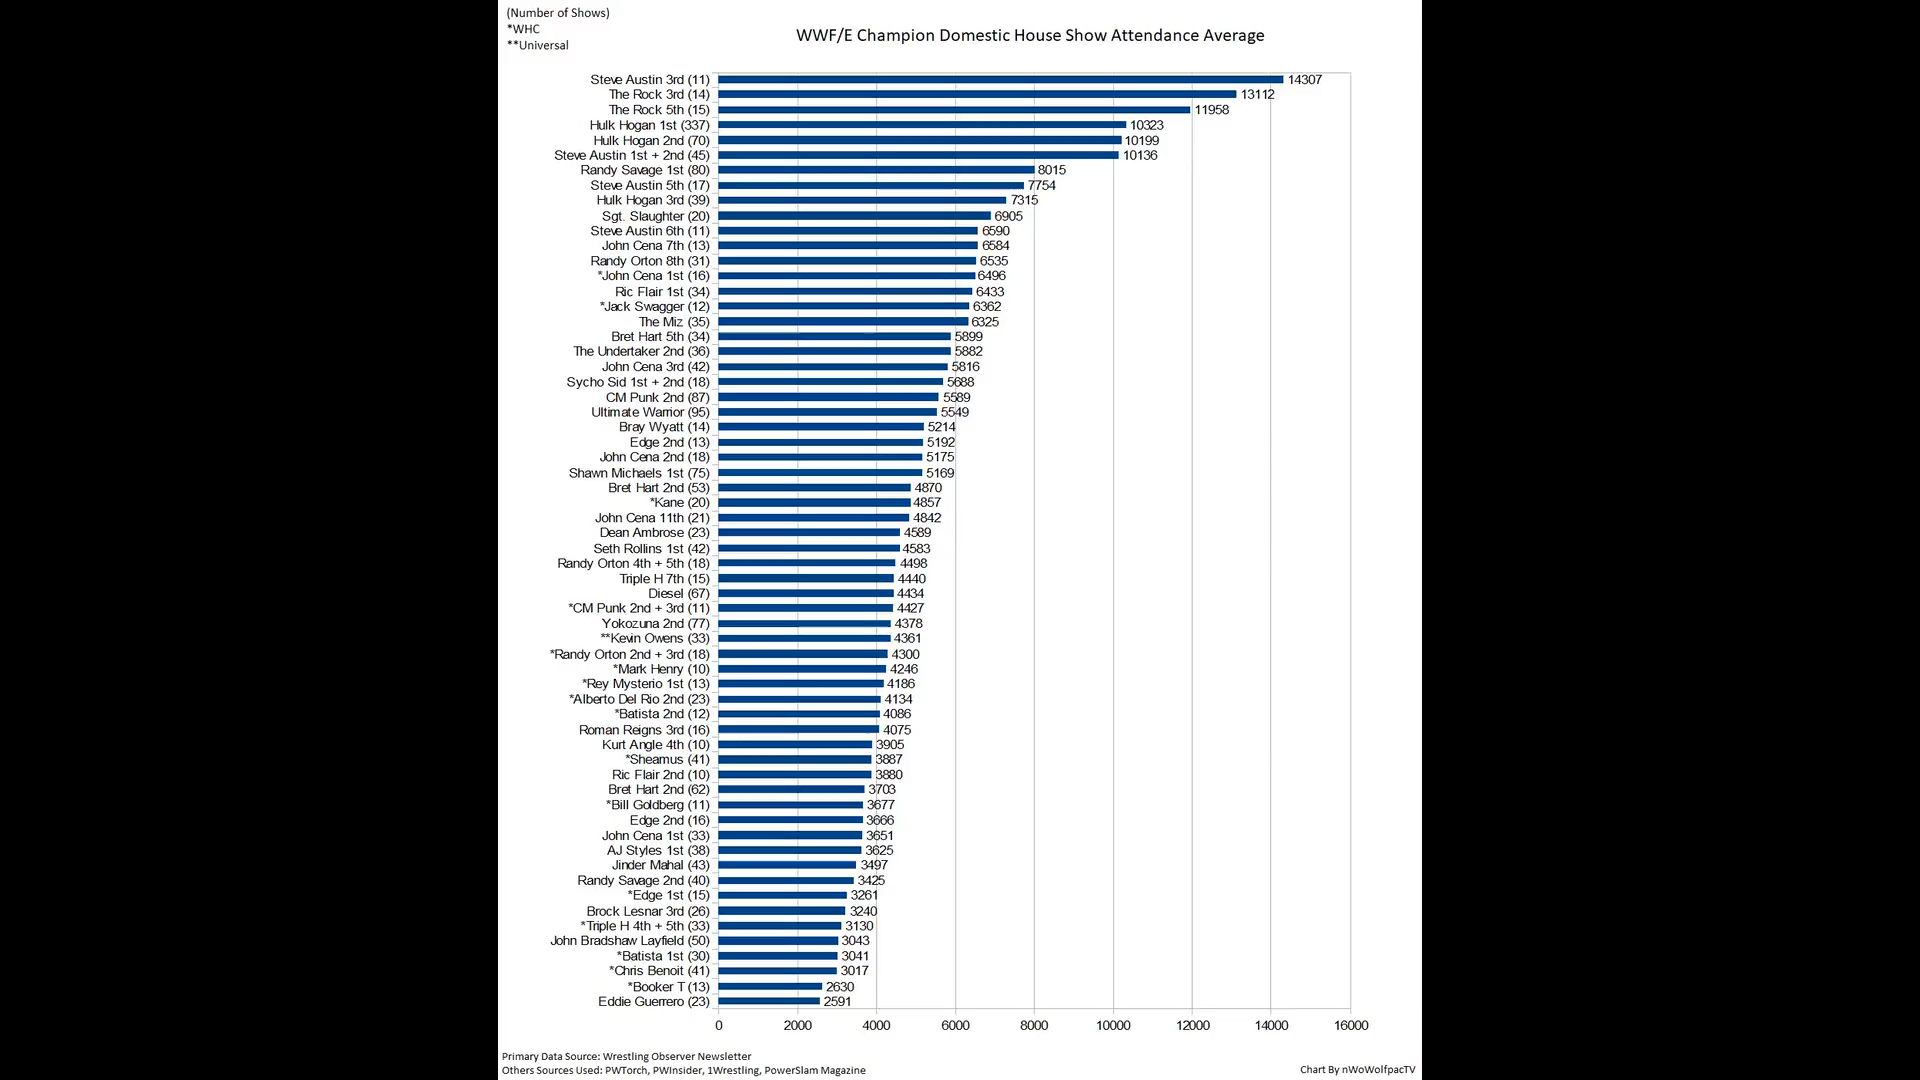 (Number of Shows)
*WHC
**Universal
WWF/E Champion Domestic House Show Attendance Average
Steve Austin 3rd (11) 14307
The Rock 3rd (14) 13112
The Rock 5th (15) 11958
Hulk Hogan 1st (337) 10323
Hulk Hogan 2nd (70) 10199
Steve Austin 1st + 2nd (45) 10136
Randy Savage 1st (80) 8015
Steve Austin 5th (17) 7754
Hulk Hogan 3rd (39) 7315
Sgt. Slaughter (20) 6905
Steve Austin 6th (11) 6590
John Cena 7th (13) 6584
Randy Orton 8th (31) 6535
*John Cena 1st (16) 6496
Ric Flair 1st (34) 6433
*Jack Swagger (12) 6362
The Miz (35) 6325
Bret Hart 5th (34) 5899
The Undertaker 2nd (36) 5882
John Cena 3rd (42) 5816
Sycho Sid 1st + 2nd (18) 5688
CM Punk 2nd (87) 5589
Ultimate Warrior (95) 5549
Bray Wyatt (14) 5214
Edge 2nd (13) 5192
John Cena 2nd (18) 5175
Shawn Michaels 1st (75) 5169
Bret Hart 2nd (53) 4870
*Kane (20) 4857
John Cena 11th (21) 4842
Dean Ambrose (23) 4589
Seth Rollins 1st (42) 4583
Randy Orton 4th + 5th (18) 4498
Triple H 7th (15) 4440
Diesel (67) 4434
*CM Punk 2nd + 3rd (11) 4427
Yokozuna 2nd (77) 4378
**Kevin Owens (33) 4361
*Randy Orton 2nd + 3rd (18) 4300
*Mark Henry (10) 4246
*Rey Mysterio 1st (13) 4186
*Alberto Del Rio 2nd (23) 4134
*Batista 2nd (12) 4086
Roman Reigns 3rd (16) 4075
Kurt Angle 4th (10) 3905
*Sheamus (41) 3887
Ric Flair 2nd (10) 3880
Bret Hart 2nd (62) 3703
*Bill Goldberg (11) 3677
Edge 2nd (16) 3666
John Cena 1st (33) 3651
AJ Styles 1st (38) 3625
Jinder Mahal (43) 3497
Randy Savage 2nd (40) 3425
*Edge 1st (15) 3261
Brock Lesnar 3rd (26) 3240
*Triple H 4th + 5th (33) 3130
John Bradshaw Layfield (50) 3043
*Batista 1st (30) 3041
*Chris Benoit (41) 3017
*Booker T (13) 2630
Eddie Guerrero (23) 2591
0 2000 4000 6000 8000 10000 12000 14000 16000
Primary Data Source: Wrestling Observer Newsletter
Others Sources Used: PWTorch, PWInsider, 1Wrestling, PowerSlam Magazine
Chart By nWoWolfpacTV